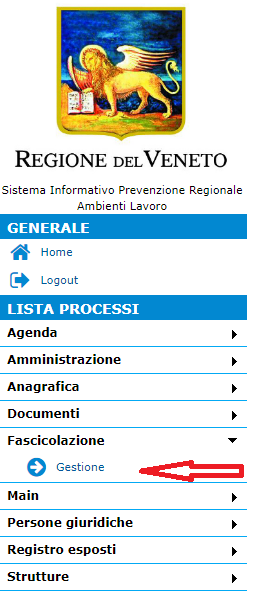 REGIONE DEL VENETO
Sistema Informativo Prevenzione Regionale
Ambienti Lavoro
GENERALE
Home
Logout
LISTA PROCESSI
Agenda
Amministrazione
Anagrafica
Documenti
Fascicolazione
Gestione
Main
Persone giuridiche
Registro esposti
Strutture